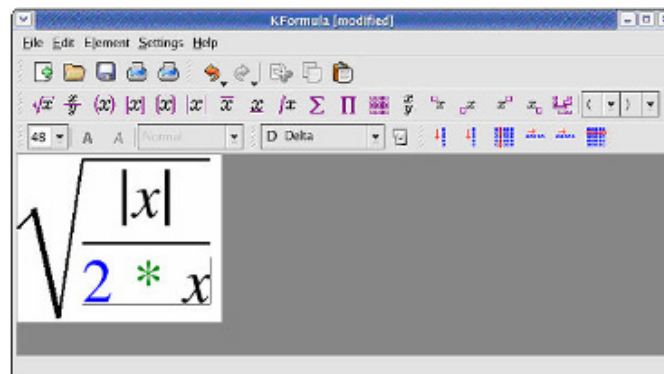 KFormula [modified]
File Edit Element Settings Help
√x x/y (x) [x] {x} |x| x x ∫x Σ Π x y x x x x ( )
48 A A Normal D Delta
|x|
2 * x